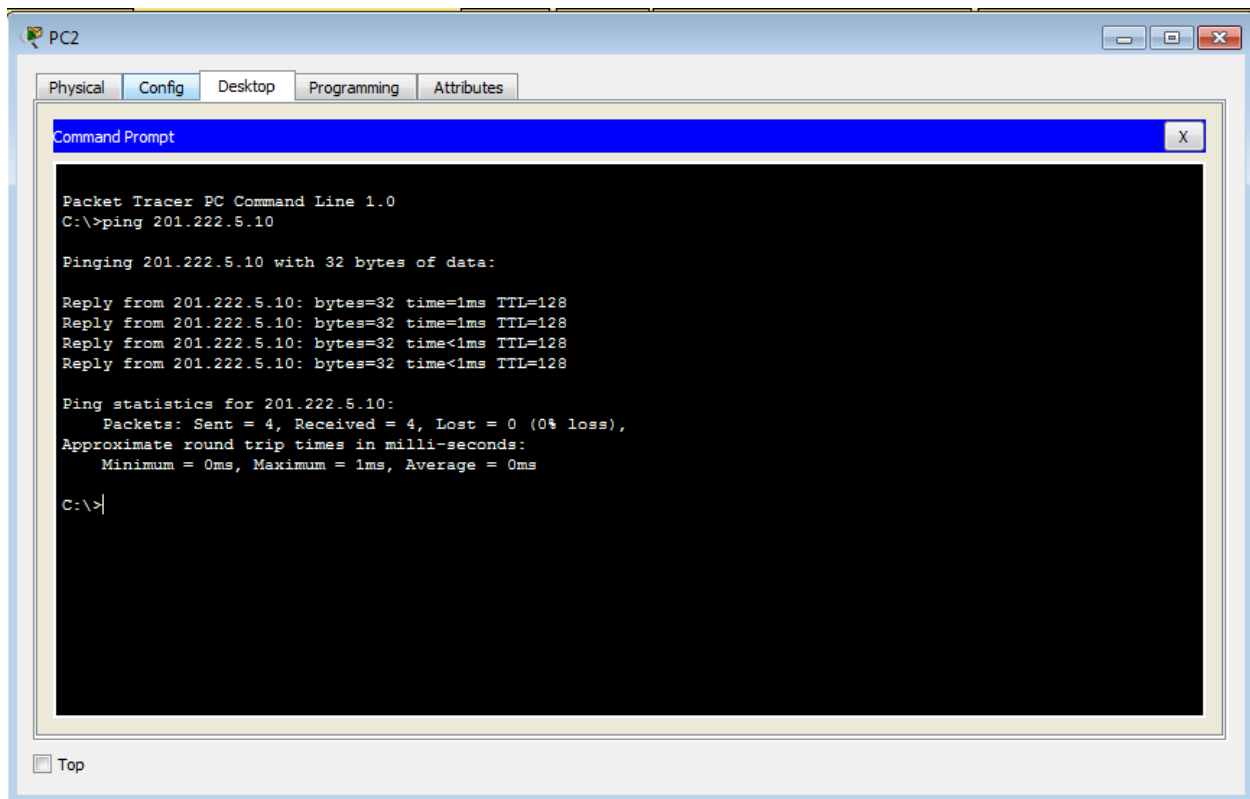 PC2
Physical Config Desktop Programming Attributes
Command Prompt
X
Packet Tracer PC Command Line 1.0
C:\>ping 201.222.5.10
Pinging 201.222.5.10 with 32 bytes of data:
Reply from 201.222.5.10: bytes=32 time=1ms TTL=128
Reply from 201.222.5.10: bytes=32 time=1ms TTL=128
Reply from 201.222.5.10: bytes=32 time<1ms TTL=128
Reply from 201.222.5.10: bytes=32 time<1ms TTL=128
Ping statistics for 201.222.5.10:
Packets: Sent = 4, Received = 4, Lost = 0 (0% loss),
Approximate round trip times in milli-seconds:
Minimum = 0ms, Maximum = 1ms, Average = 0ms
C:\>
Top